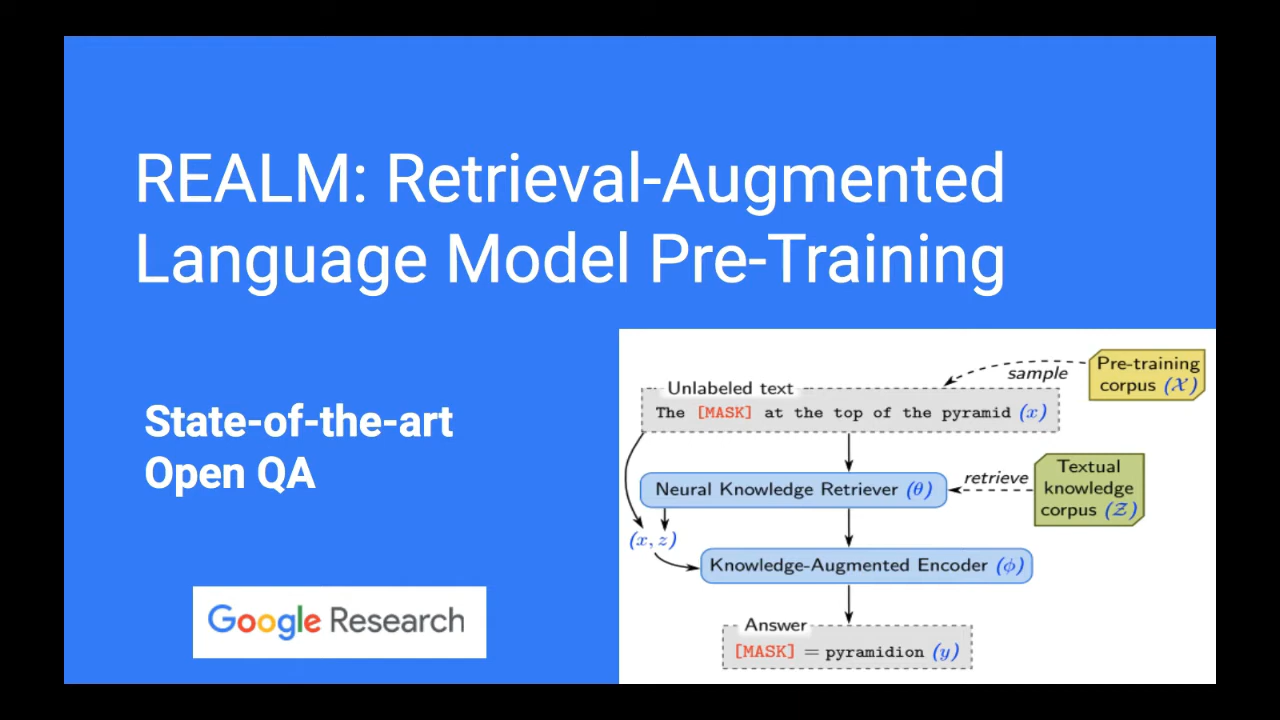 REALM: Retrieval-Augmented
Language Model Pre-Training
State-of-the-art
Open QA
Google Research
Pre-training
corpus (𝒳)
sample
Unlabeled text
The [MASK] at the top of the pyramid (x)
Textual
knowledge
corpus (𝒵)
retrieve
Neural Knowledge Retriever (θ)
(x, z)
Knowledge-Augmented Encoder (ϕ)
Answer
[MASK] = pyramidion (y)